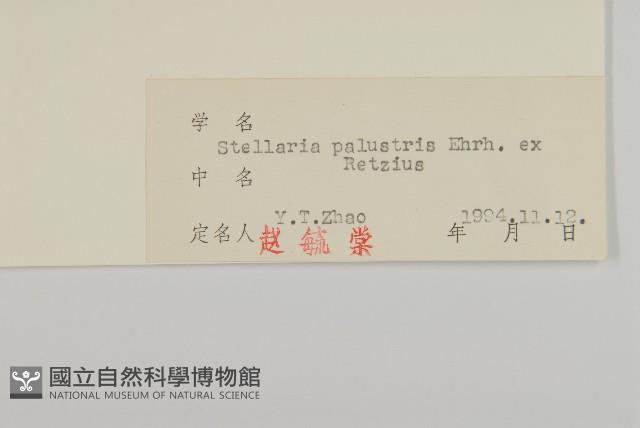 学 名
Stellaria palustris Ehrh. ex
Retzius
中 名
Y.T.Zhao 1994.11.12.
定名人 赵毓棠 年 月 日
國立自然科學博物館
NATIONAL MUSEUM OF NATURAL SCIENCE